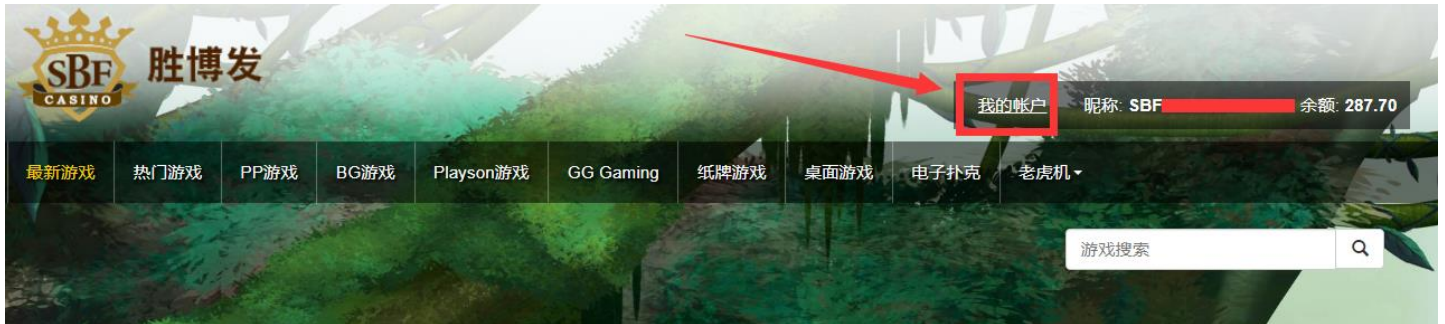 SBF
CASINO
胜博发
我的帐户 昵称: SBF 余额: 287.70
最新游戏 热门游戏 PP游戏 BG游戏 Playson游戏 GG Gaming 纸牌游戏 桌面游戏 电子扑克 老虎机
游戏搜索